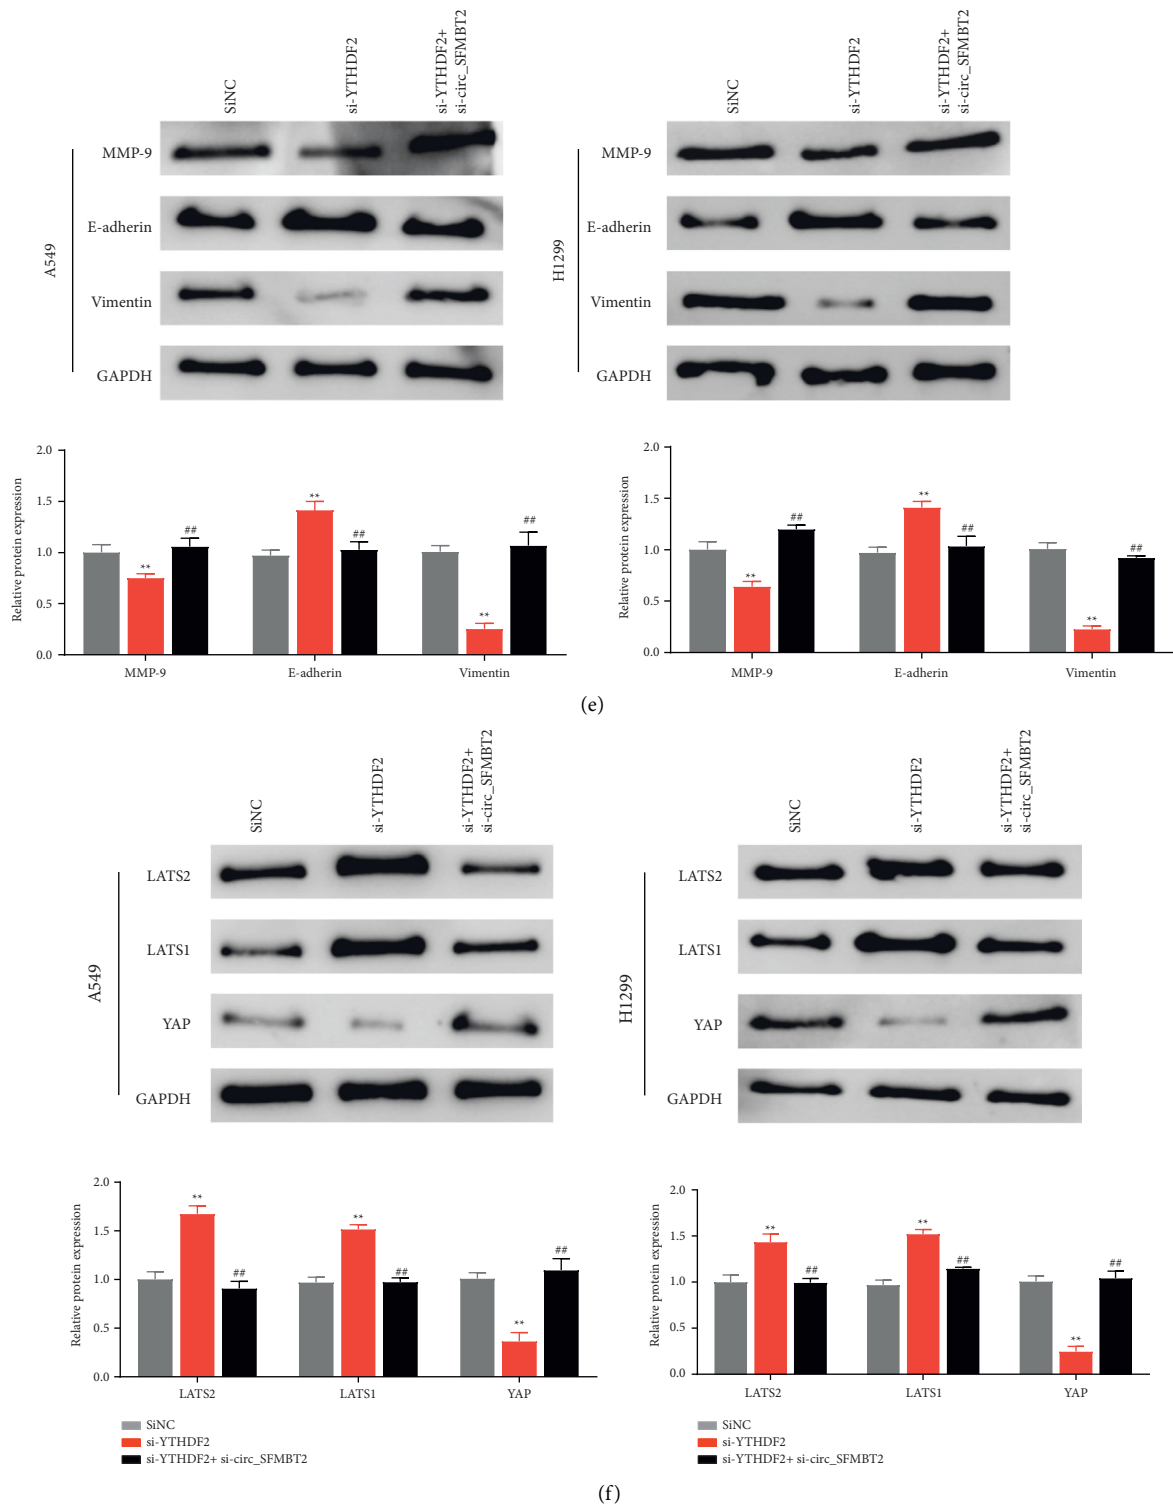 SiNC
si-YTHDF2
si-YTHDF2+
si-circ_SFMBT2
A549
MMP-9
E-adherin
Vimentin
GAPDH
SiNC
si-YTHDF2
si-YTHDF2+
si-circ_SFMBT2
H1299
MMP-9
E-adherin
Vimentin
GAPDH
Relative protein expression
2.0
1.5
1.0
0.5
0.0
**
##
**
##
**
##
MMP-9
E-adherin
Vimentin
Relative protein expression
2.0
1.5
1.0
0.5
0.0
**
##
**
##
**
##
MMP-9
E-adherin
Vimentin
(e)
SiNC
si-YTHDF2
si-YTHDF2+
si-circ_SFMBT2
A549
LATS2
LATS1
YAP
GAPDH
SiNC
si-YTHDF2
si-YTHDF2+
si-circ_SFMBT2
H1299
LATS2
LATS1
YAP
GAPDH
Relative protein expression
2.0
1.5
1.0
0.5
0.0
**
##
**
##
**
##
LATS2
LATS1
YAP
SiNC
si-YTHDF2
si-YTHDF2+ si-circ_SFMBT2
Relative protein expression
2.0
1.5
1.0
0.5
0.0
**
##
**
##
**
##
LATS2
LATS1
YAP
SiNC
si-YTHDF2
si-YTHDF2+ si-circ_SFMBT2
(f)